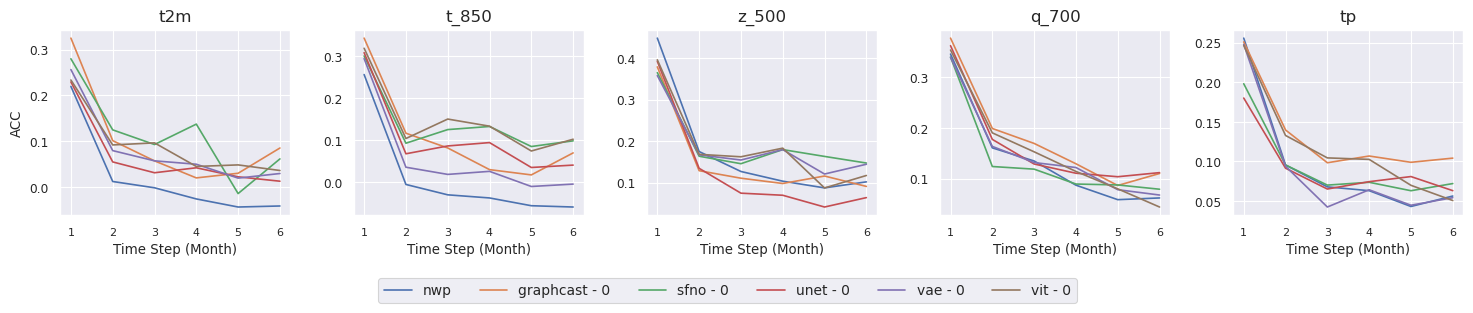 t2m
t_850
z_500
q_700
tp
ACC
0.3
0.2
0.1
0.0
1 2 3 4 5 6
Time Step (Month)
0.3
0.2
0.1
0.0
1 2 3 4 5 6
Time Step (Month)
0.4
0.3
0.2
0.1
1 2 3 4 5 6
Time Step (Month)
0.3
0.2
0.1
1 2 3 4 5 6
Time Step (Month)
0.25
0.20
0.15
0.10
0.05
1 2 3 4 5 6
Time Step (Month)
nwp graphcast - 0 sfno - 0 unet - 0 vae - 0 vit - 0